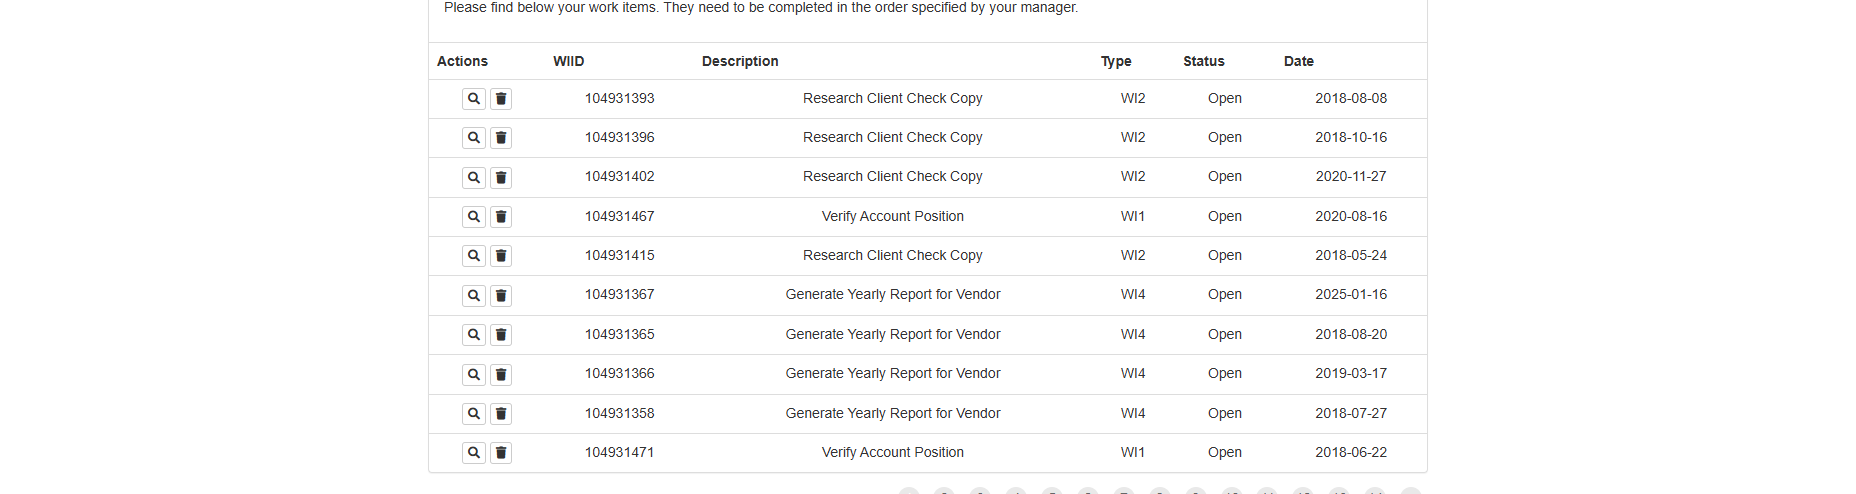 Please find below your work items. They need to be completed in the order specified by your manager.
Actions WIID Description Type Status Date
104931393 Research Client Check Copy WI2 Open 2018-08-08
104931396 Research Client Check Copy WI2 Open 2018-10-16
104931402 Research Client Check Copy WI2 Open 2020-11-27
104931467 Verify Account Position WI1 Open 2020-08-16
104931415 Research Client Check Copy WI2 Open 2018-05-24
104931367 Generate Yearly Report for Vendor WI4 Open 2025-01-16
104931365 Generate Yearly Report for Vendor WI4 Open 2018-08-20
104931366 Generate Yearly Report for Vendor WI4 Open 2019-03-17
104931358 Generate Yearly Report for Vendor WI4 Open 2018-07-27
104931471 Verify Account Position WI1 Open 2018-06-22